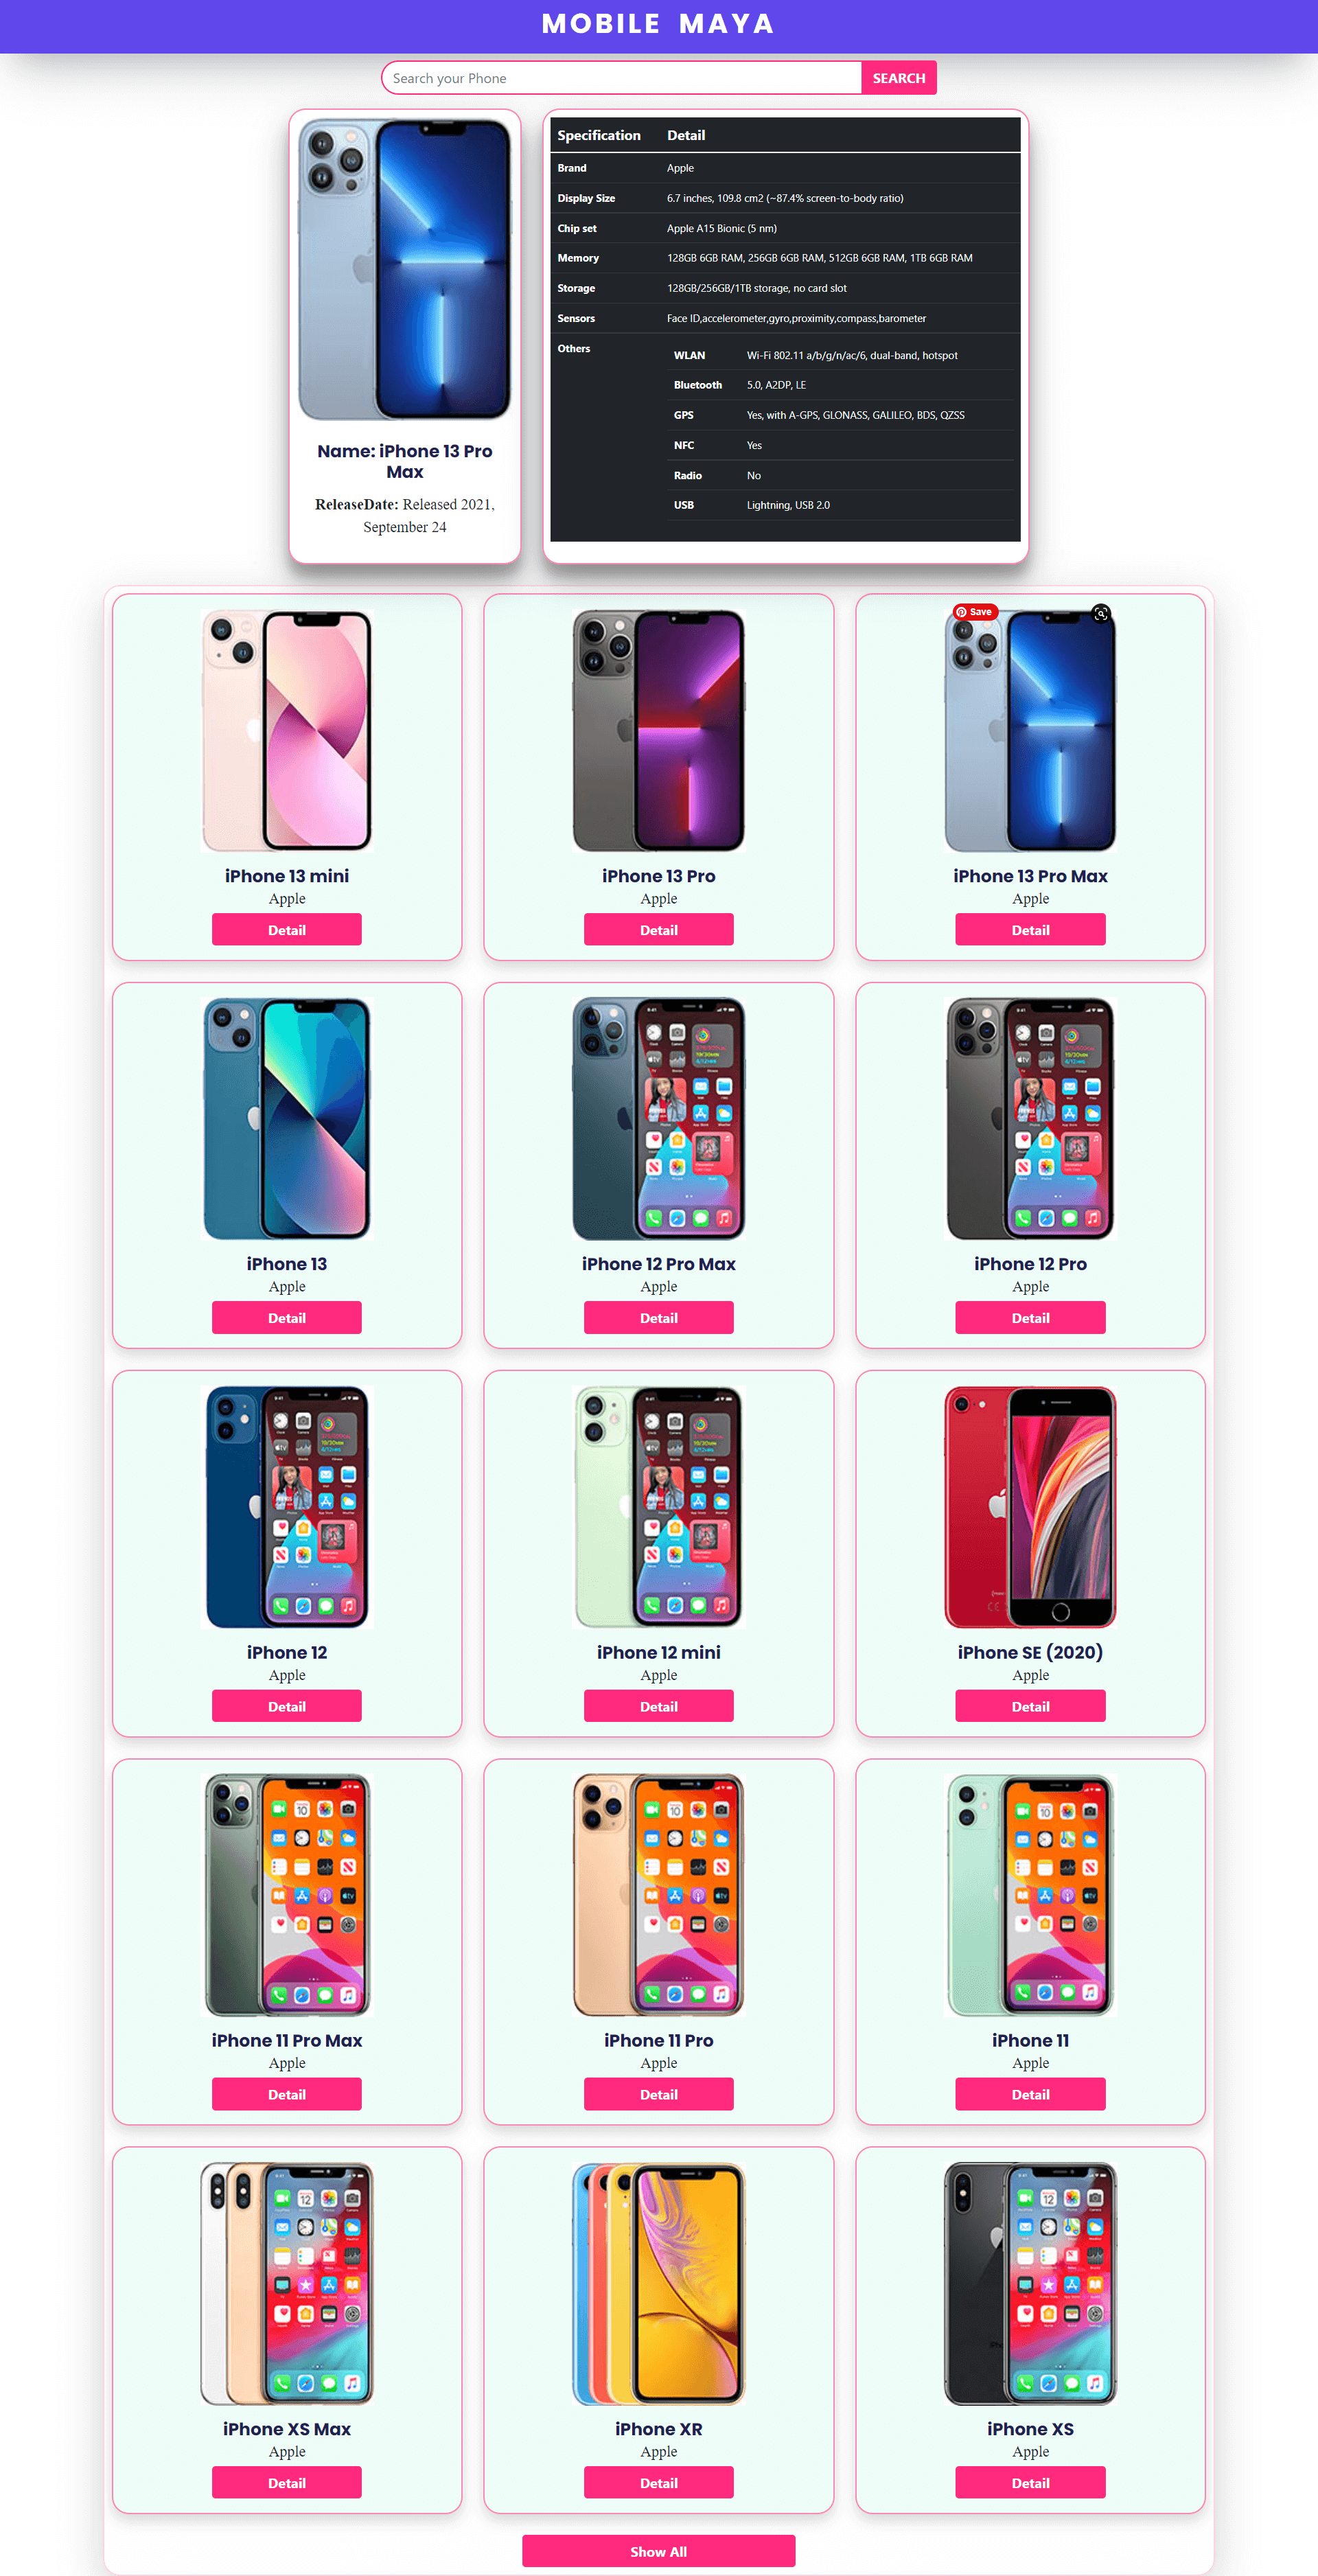 MOBILE MAYA
Search your Phone
SEARCH
Name: iPhone 13 Pro
Max
ReleaseDate: Released 2021,
September 24
Specification Detail
Brand Apple
Display Size 6.7 inches, 109.8 cm2 (~87.4% screen-to-body ratio)
Chip set Apple A15 Bionic (5 nm)
Memory 128GB 6GB RAM, 256GB 6GB RAM, 512GB 6GB RAM, 1TB 6GB RAM
Storage 128GB/256GB/1TB storage, no card slot
Sensors Face ID,accelerometer,gyro,proximity,compass,barometer
Others
WLAN Wi-Fi 802.11 a/b/g/n/ac/6, dual-band, hotspot
Bluetooth 5.0, A2DP, LE
GPS Yes, with A-GPS, GLONASS, GALILEO, BDS, QZSS
NFC Yes
Radio No
USB Lightning, USB 2.0
Save
iPhone 13 mini
Apple
Detail
iPhone 13 Pro
Apple
Detail
iPhone 13 Pro Max
Apple
Detail
iPhone 13
Apple
Detail
iPhone 12 Pro Max
Apple
Detail
iPhone 12 Pro
Apple
Detail
iPhone 12
Apple
Detail
iPhone 12 mini
Apple
Detail
iPhone SE (2020)
Apple
Detail
iPhone 11 Pro Max
Apple
Detail
iPhone 11 Pro
Apple
Detail
iPhone 11
Apple
Detail
iPhone XS Max
Apple
Detail
iPhone XR
Apple
Detail
iPhone XS
Apple
Detail
Show All